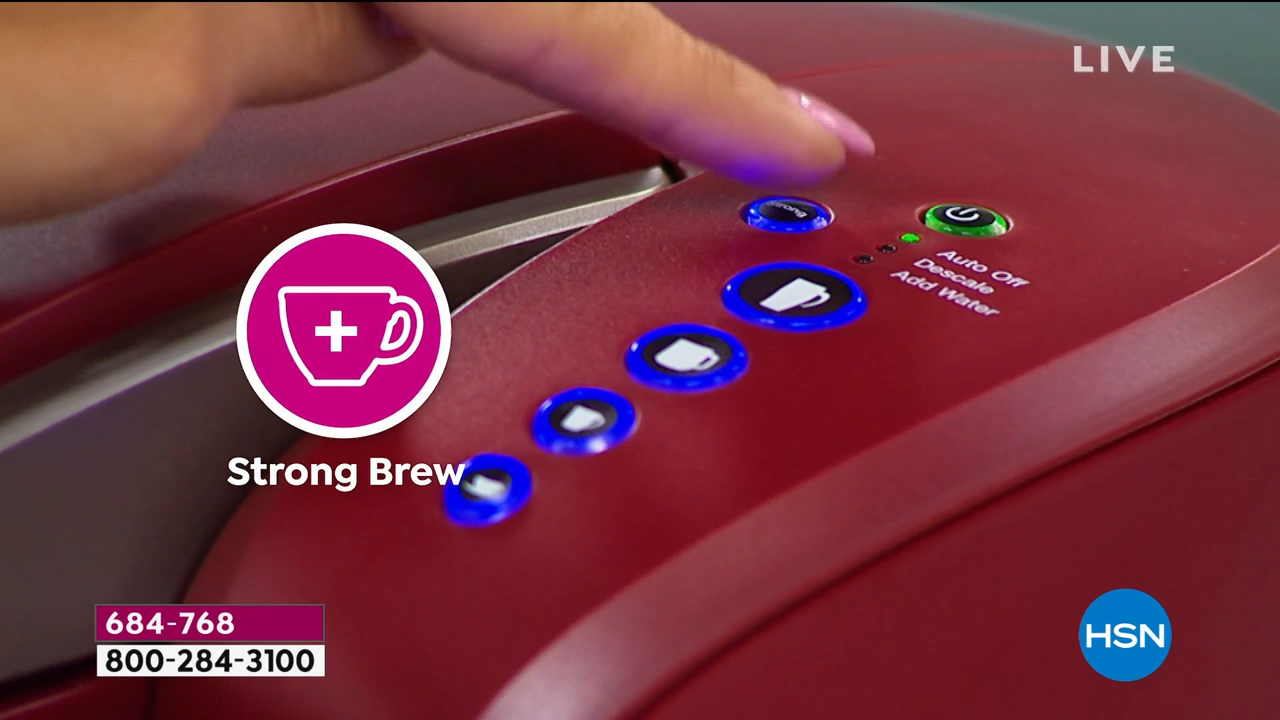 LIVE
strong
Auto Off
Descale
Add Water
Strong Brew
684-768
800-284-3100
HSN